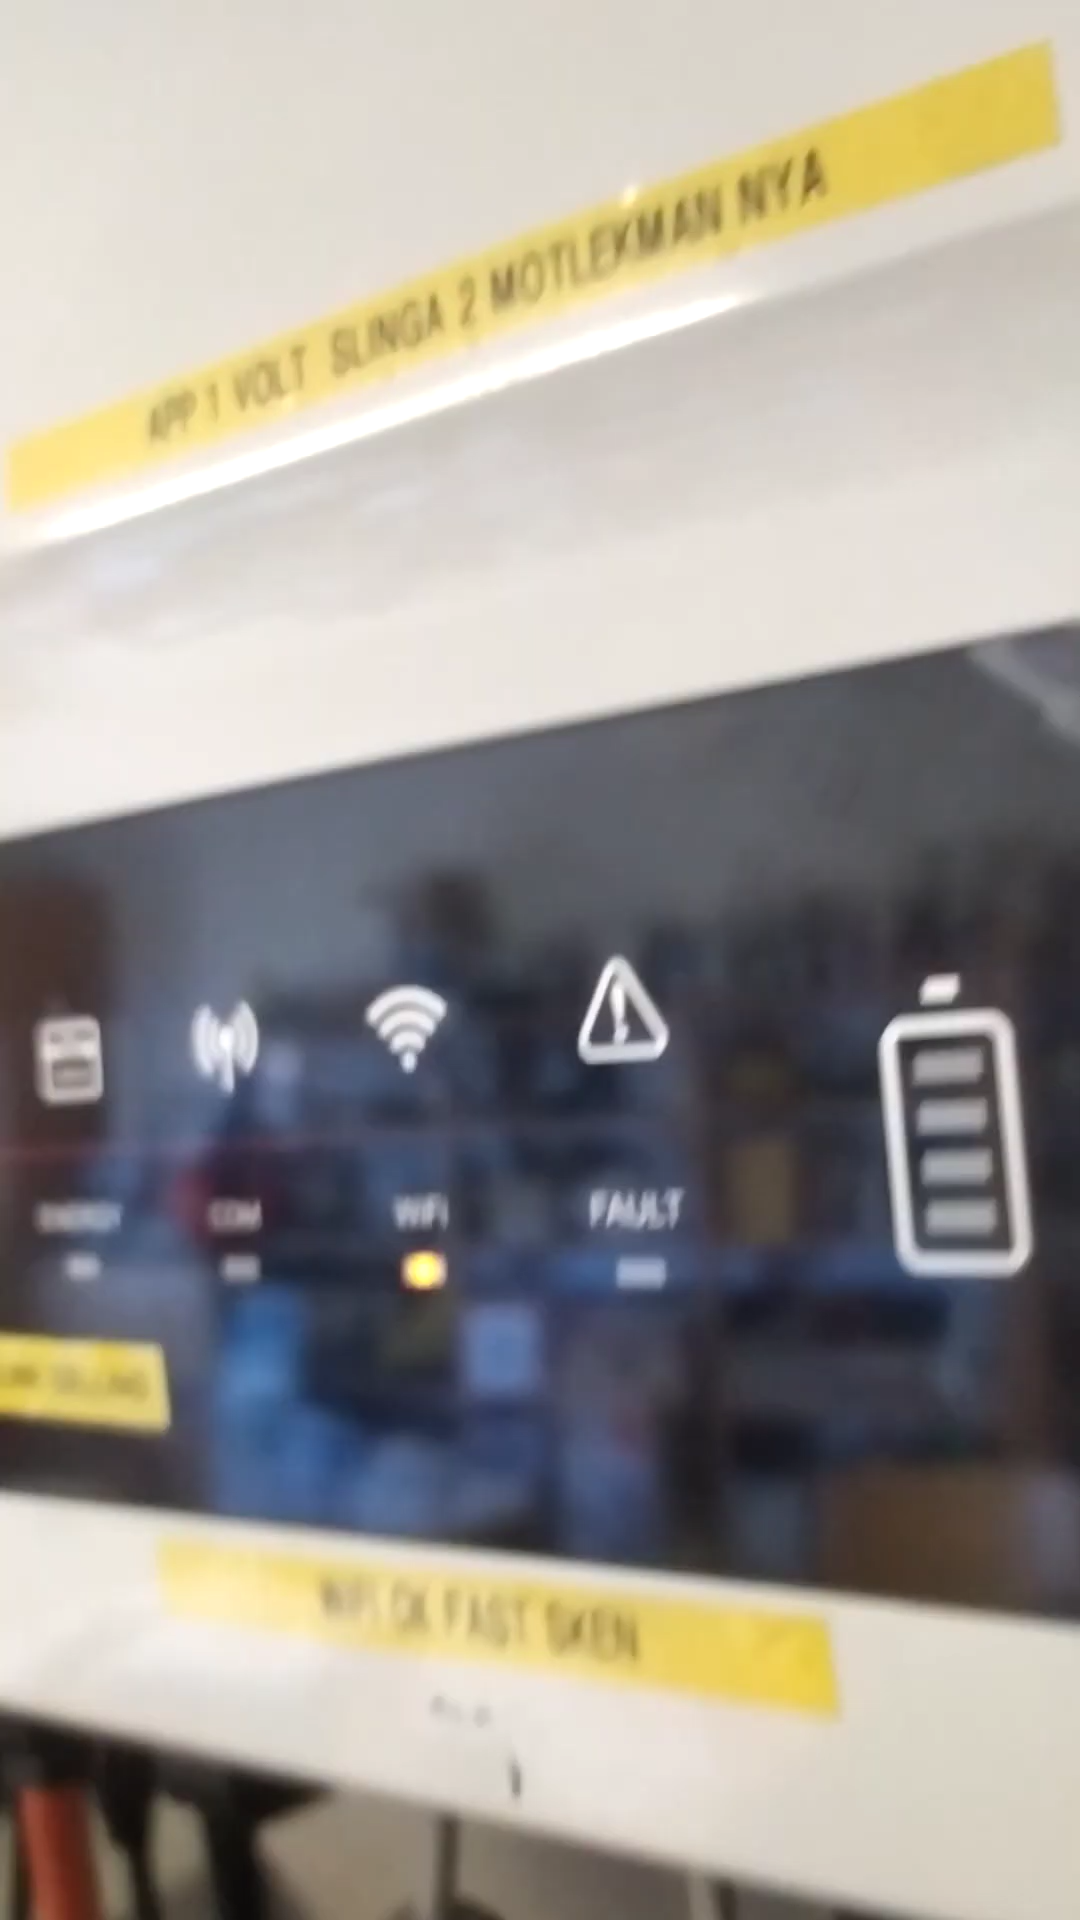 APP 1 VOLT SLINGA 2 MOTLEKMAN NYA
ENERGY
COM
WIFI
FAULT
WIFI OK FAST SKEN